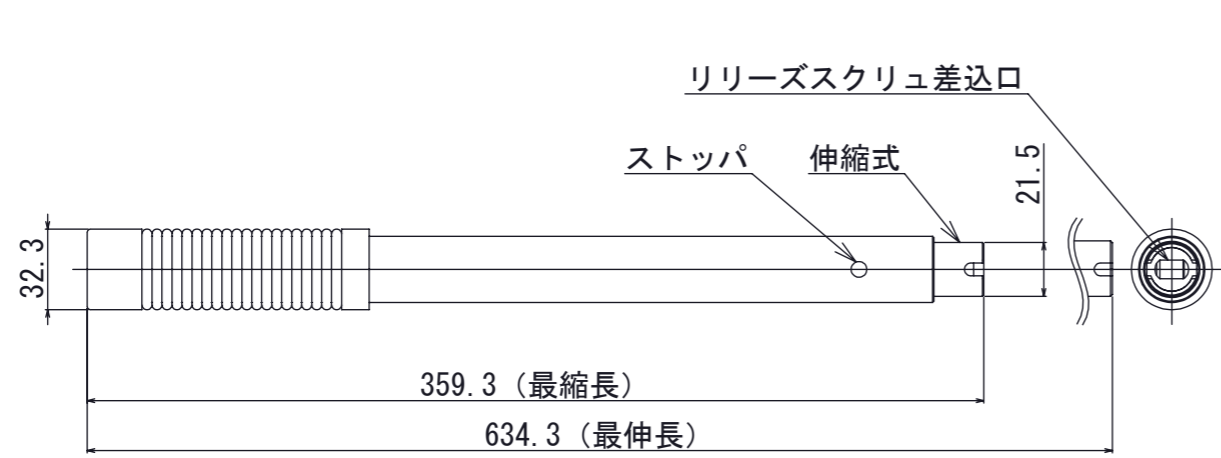 リリーズスクリュ差込口
ストッパ
伸縮式
21.5
32.3
359.3（最縮長）
634.3（最伸長）